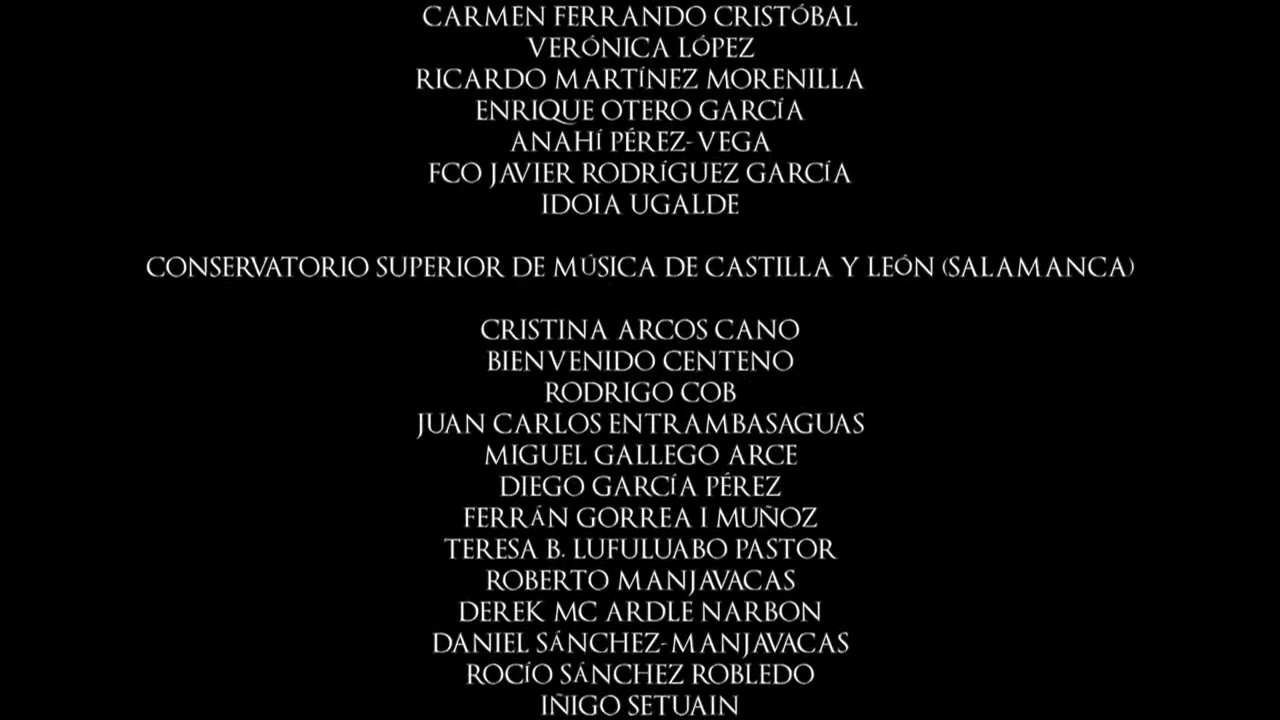 CARMEN FERRANDO CRISTÓBAL
VERÓNICA LÓPEZ
RICARDO MARTÍNEZ MORENILLA
ENRIQUE OTERO GARCÍA
ANAHÍ PÉREZ-VEGA
FCO JAVIER RODRÍGUEZ GARCÍA
IDOIA UGALDE
CONSERVATORIO SUPERIOR DE MÚSICA DE CASTILLA Y LEÓN (SALAMANCA)
CRISTINA ARCOS CANO
BIENVENIDO CENTENO
RODRIGO COB
JUAN CARLOS ENTRAMBASAGUAS
MIGUEL GALLEGO ARCE
DIEGO GARCÍA PÉREZ
FERRÁN GORREA I MUÑOZ
TERESA B. LUFULUABO PASTOR
ROBERTO MANJAVACAS
DEREK MC ARDLE NARBON
DANIEL SÁNCHEZ-MANJAVACAS
ROCÍO SÁNCHEZ ROBLEDO
IÑIGO SETUAIN